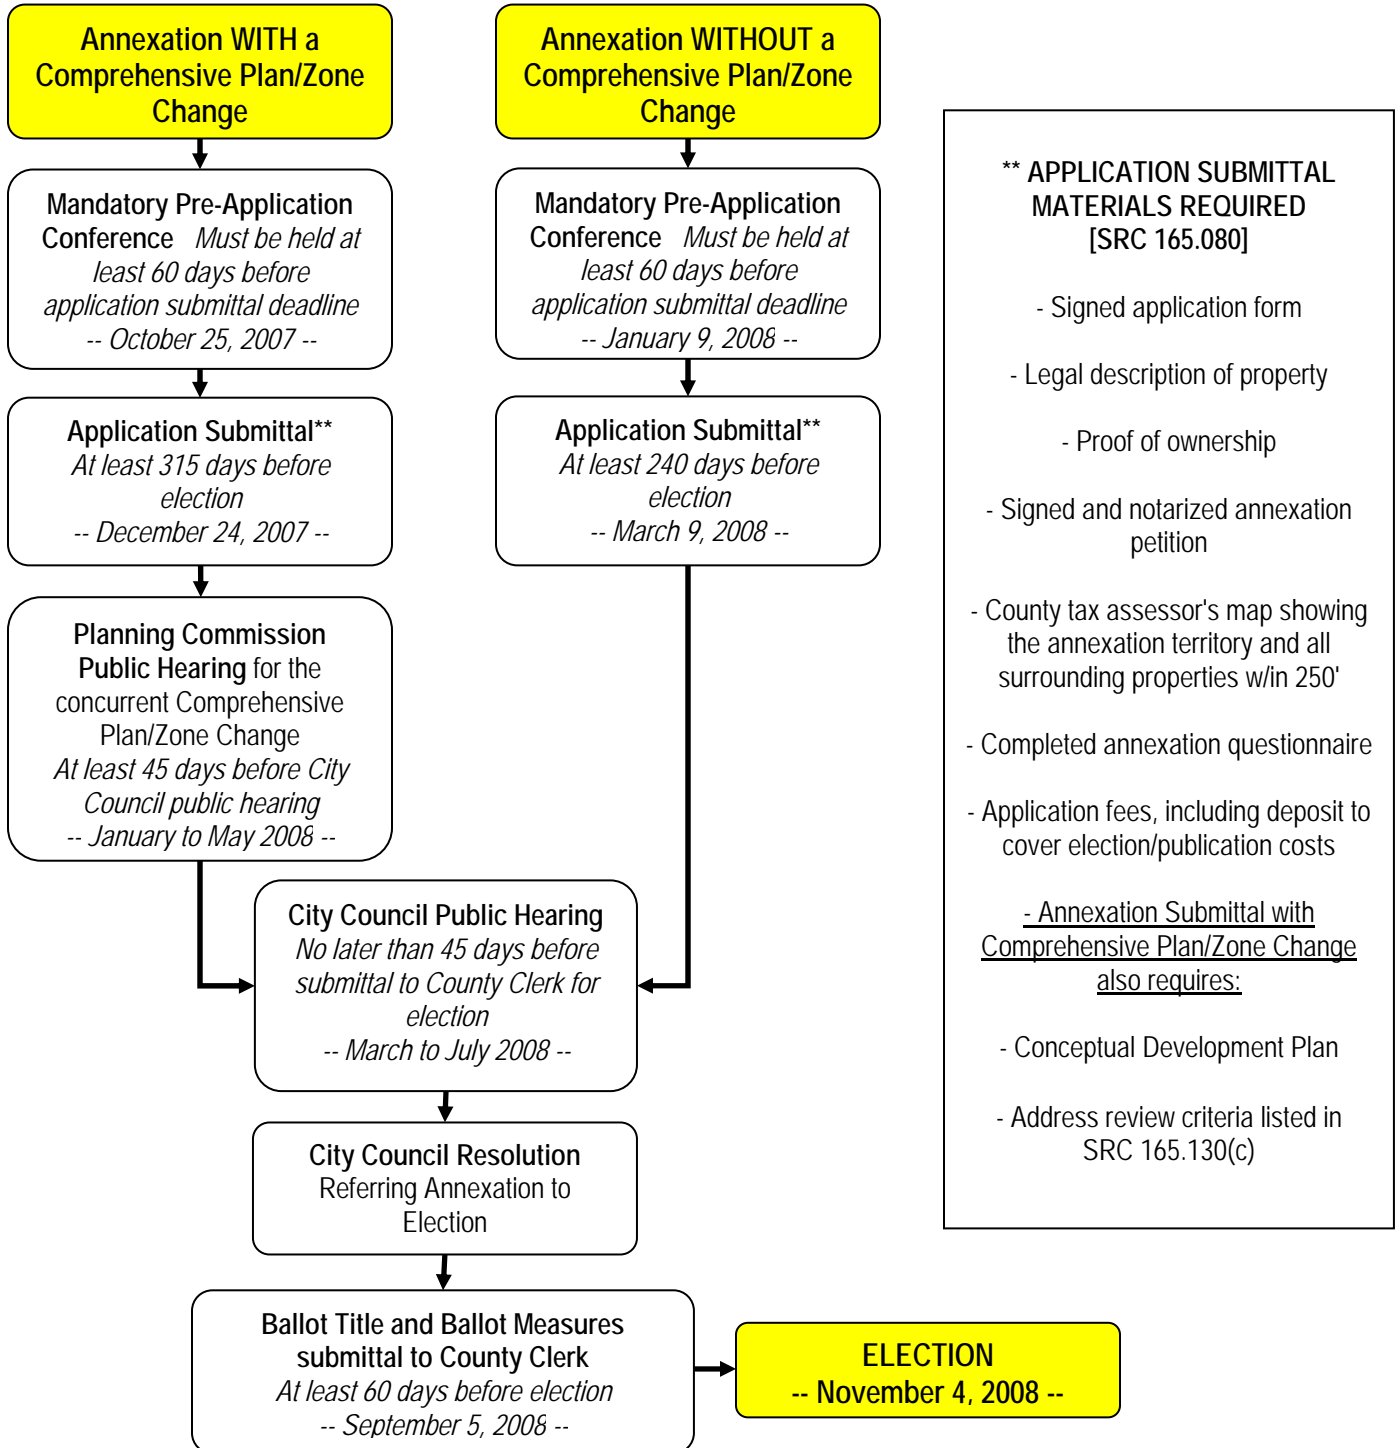 Annexation WITH a
Comprehensive Plan/Zone
Change
Mandatory Pre-Application
Conference Must be held at
least 60 days before
application submittal deadline
-- October 25, 2007 --
Application Submittal**
At least 315 days before
election
-- December 24, 2007 --
Planning Commission
Public Hearing for the
concurrent Comprehensive
Plan/Zone Change
At least 45 days before City
Council public hearing
-- January to May 2008 --
Annexation WITHOUT a
Comprehensive Plan/Zone
Change
Mandatory Pre-Application
Conference Must be held at
least 60 days before
application submittal deadline
-- January 9, 2008 --
Application Submittal**
At least 240 days before
election
-- March 9, 2008 --
City Council Public Hearing
No later than 45 days before
submittal to County Clerk for
election
-- March to July 2008 --
City Council Resolution
Referring Annexation to
Election
Ballot Title and Ballot Measures
submittal to County Clerk
At least 60 days before election
-- September 5, 2008 --
ELECTION
-- November 4, 2008 --
** APPLICATION SUBMITTAL
MATERIALS REQUIRED
[SRC 165.080]
- Signed application form
- Legal description of property
- Proof of ownership
- Signed and notarized annexation
petition
- County tax assessor's map showing
the annexation territory and all
surrounding properties w/in 250'
- Completed annexation questionnaire
- Application fees, including deposit to
cover election/publication costs
- Annexation Submittal with
Comprehensive Plan/Zone Change
also requires:
- Conceptual Development Plan
- Address review criteria listed in
SRC 165.130(c)